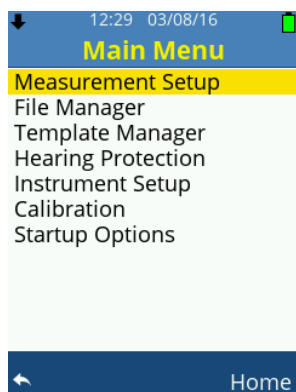 12:29 03/08/16
Main Menu
Measurement Setup
File Manager
Template Manager
Hearing Protection
Instrument Setup
Calibration
Startup Options
Home